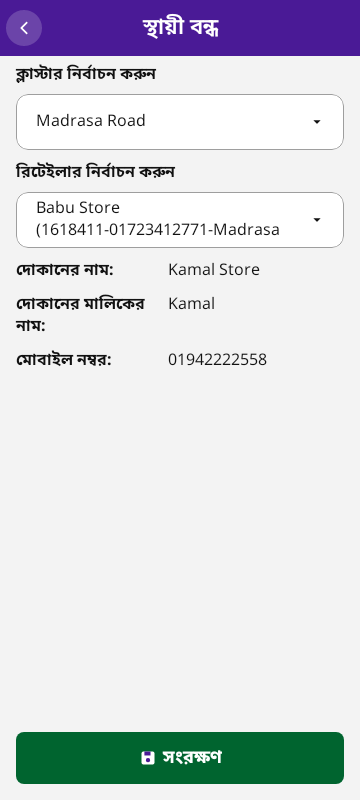 স্থায়ী বন্ধ
ক্লাস্টার নির্বাচন করুন
Madrasa Road
রিটেইলার নির্বাচন করুন
Babu Store
(1618411-01723412771-Madrasa
দোকানের নাম: Kamal Store
দোকানের মালিকের Kamal
নাম:
মোবাইল নম্বর: 01942222558
সংরক্ষণ